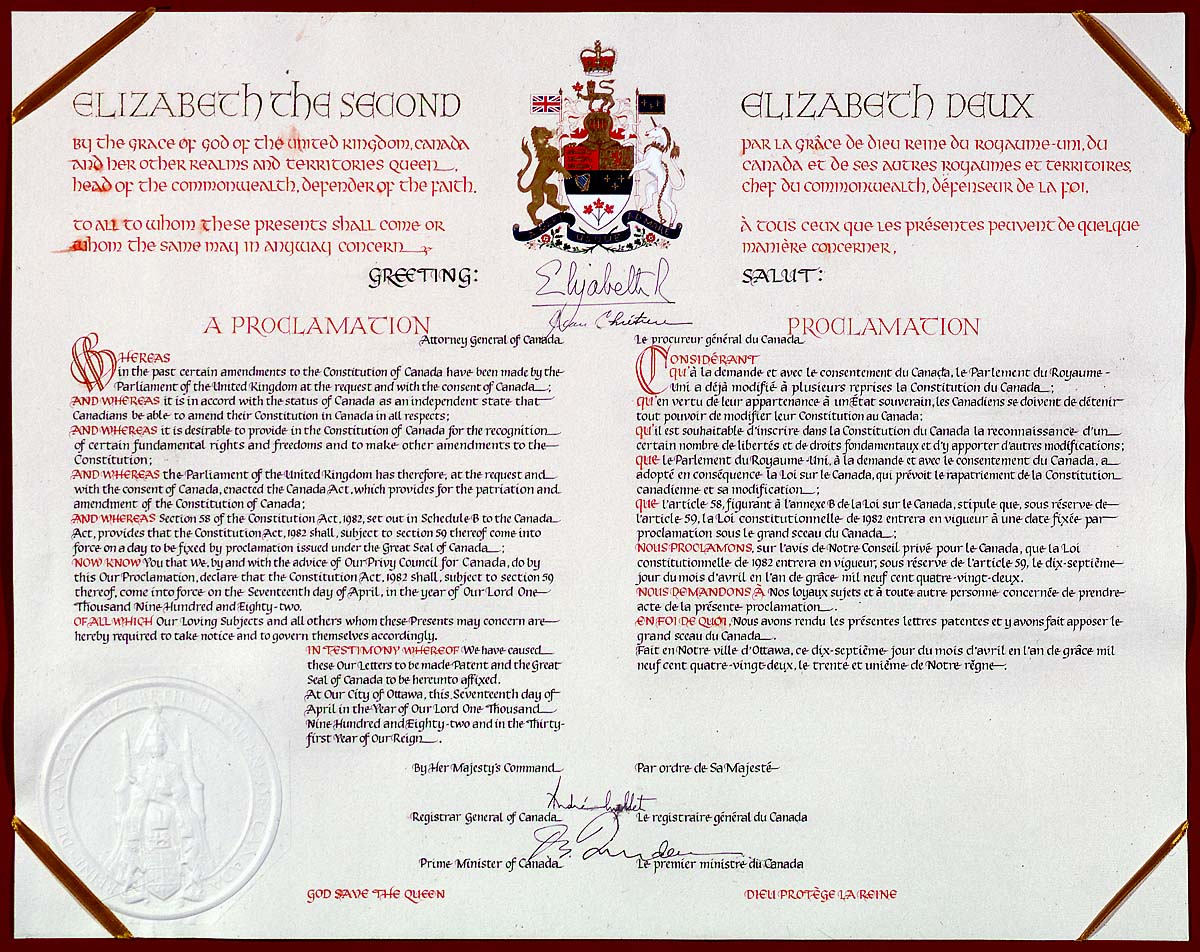 ELIZABETH THE SECOND
BY THE GRACE OF GOD OF THE UNITED KINGDOM, CANADA
AND HER OTHER REALMS AND TERRITORIES QUEEN,
HEAD OF THE COMMONWEALTH, DEFENDER OF THE FAITH.
TO ALL TO WHOM THESE PRESENTS SHALL COME OR
WHOM THE SAME MAY IN ANYWAY CONCERN,
GREETING:
ELIZABETH DEUX
PAR LA GRÂCE DE DIEU REINE DU ROYAUME-UNI, DU
CANADA ET DE SES AUTRES ROYAUMES ET TERRITOIRES,
CHEF DU COMMONWEALTH, DÉFENSEUR DE LA FOI,
À TOUS CEUX QUE LES PRÉSENTES PEUVENT DE QUELQUE
MANIÈRE CONCERNER,
SALUT:
A MARI USQUE AD MARE
Elizabeth R
Jean Chrétien
A PROCLAMATION
Attorney General of Canada
WHEREAS
in the past certain amendments to the Constitution of Canada have been made by the
Parliament of the United Kingdom at the request and with the consent of Canada;
AND WHEREAS it is in accord with the status of Canada as an independent state that
Canadians be able to amend their Constitution in Canada in all respects;
AND WHEREAS it is desirable to provide in the Constitution of Canada for the recognition
of certain fundamental rights and freedoms and to make other amendments to the
Constitution;
AND WHEREAS the Parliament of the United Kingdom has therefore, at the request and
with the consent of Canada, enacted the Canada Act, which provides for the patriation and
amendment of the Constitution of Canada;
AND WHEREAS Section 58 of the Constitution Act, 1982, set out in Schedule B to the Canada
Act, provides that the Constitution Act, 1982 shall, subject to section 59 thereof come into
force on a day to be fixed by proclamation issued under the Great Seal of Canada;
NOW KNOW You that We, by and with the advice of Our Privy Council for Canada, do by
this Our Proclamation, declare that the Constitution Act, 1982 shall, subject to section 59
thereof, come into force on the Seventeenth day of April, in the year of Our Lord One
Thousand Nine Hundred and Eighty-two.
OF ALL WHICH Our Loving Subjects and all others whom these Presents may concern are
hereby required to take notice and to govern themselves accordingly.
IN TESTIMONY WHEREOF We have caused
these Our Letters to be made Patent and the Great
Seal of Canada to be hereunto affixed.
At Our City of Ottawa, this Seventeenth day of
April in the Year of Our Lord One Thousand
Nine Hundred and Eighty-two and in the Thirty-
first Year of Our Reign.
PROCLAMATION
Le procureur général du Canada
CONSIDÉRANT
qu'à la demande et avec le consentement du Canada, le Parlement du Royaume-
Uni a déjà modifié à plusieurs reprises la Constitution du Canada;
qu'en vertu de leur appartenance à un État souverain, les Canadiens se doivent de détenir
tout pouvoir de modifier leur Constitution au Canada;
qu'il est souhaitable d'inscrire dans la Constitution du Canada la reconnaissance d'un
certain nombre de libertés et de droits fondamentaux et d'y apporter d'autres modifications;
que le Parlement du Royaume-Uni, à la demande et avec le consentement du Canada, a
adopté en conséquence la Loi sur le Canada, qui prévoit le rapatriement de la Constitution
canadienne et sa modification;
que l'article 58, figurant à l'annexe B de la Loi sur le Canada, stipule que, sous réserve de
l'article 59, la Loi constitutionnelle de 1982 entrera en vigueur à une date fixée par
proclamation sous le grand sceau du Canada;
NOUS PROCLAMONS, sur l'avis de Notre Conseil privé pour le Canada, que la Loi
constitutionnelle de 1982 entrera en vigueur, sous réserve de l'article 59, le dix-septième
jour du mois d'avril en l'an de grâce mil neuf cent quatre-vingt-deux.
NOUS DEMANDONS À Nos loyaux sujets et à toute autre personne concernée de prendre
acte de la présente proclamation.
EN FOI DE QUOI, Nous avons rendu les présentes lettres patentes et y avons fait apposer le
grand sceau du Canada.
Fait en Notre ville d'Ottawa, ce dix-septième jour du mois d'avril en l'an de grâce mil
neuf cent quatre-vingt-deux, le trente et unième de Notre règne.
By Her Majesty's Command
Par ordre de Sa Majesté
André Ouellet
Registrar General of Canada
Le registraire général du Canada
Prime Minister of Canada
Le premier ministre du Canada
GOD SAVE THE QUEEN
DIEU PROTÈGE LA REINE